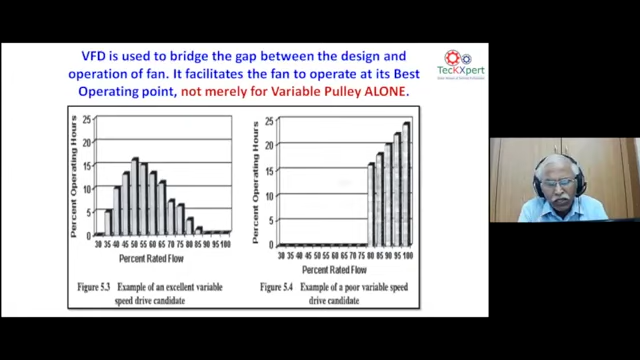 VFD is used to bridge the gap between the design and
operation of fan. It facilitates the fan to operate at its Best
Operating point, not merely for Variable Pulley ALONE.
TecKXpert
Percent Operating Hours
25
20
15
10
5
0
30 35 40 45 50 55 60 65 70 75 80 85 90 95 100
Percent Rated Flow
Figure 5.3 Example of an excellent variable
speed drive candidate
Percent Operating Hours
25
20
15
10
5
0
30 35 40 45 50 55 60 65 70 75 80 85 90 95 100
Percent Rated Flow
Figure 5.4 Example of a poor variable speed
drive candidate